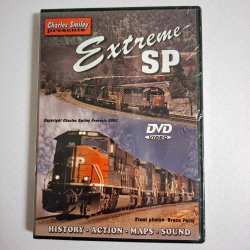 Charles Smiley
presents
Extreme
SP
Copyright Charles Smiley Presents 2002
DVD
VIDEO
SP
Front photos Bruce Petty
HISTORY - ACTION - MAPS - SOUND